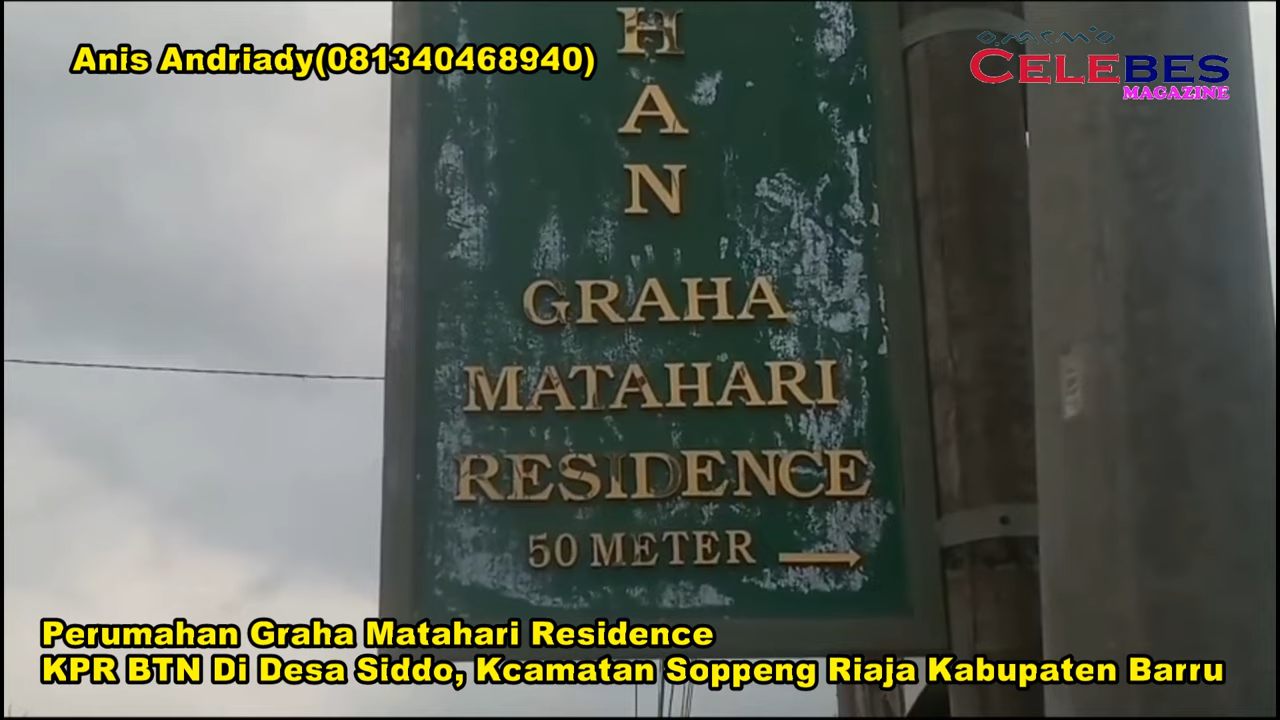 Anis Andriady(081340468940)
CELEBES
MAGAZINE
H
A
N
GRAHA
MATAHARI
RESIDENCE
50 METER
Perumahan Graha Matahari Residence
KPR BTN Di Desa Siddo, Kcamatan Soppeng Riaja Kabupaten Barru